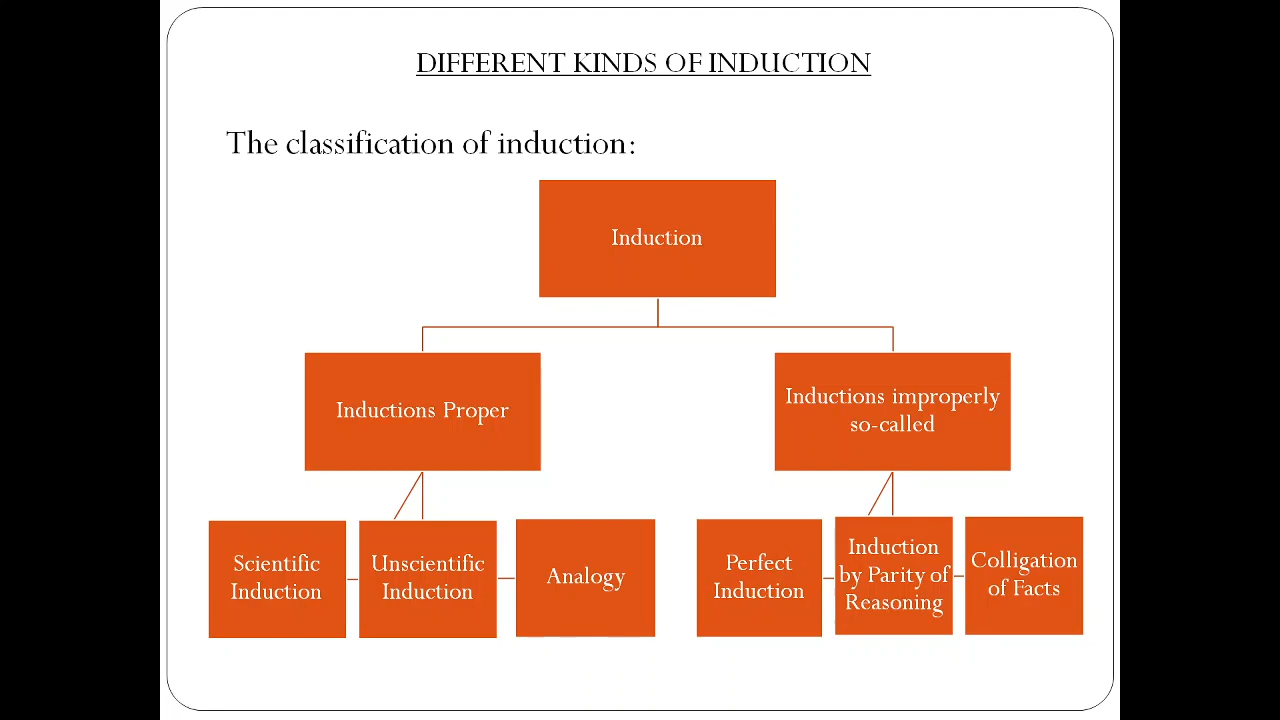 DIFFERENT KINDS OF INDUCTION
The classification of induction:
Induction
Inductions Proper
Inductions improperly
so-called
Scientific
Induction
Unscientific
Induction
Analogy
Perfect
Induction
Induction
by Parity of
Reasoning
Colligation
of Facts